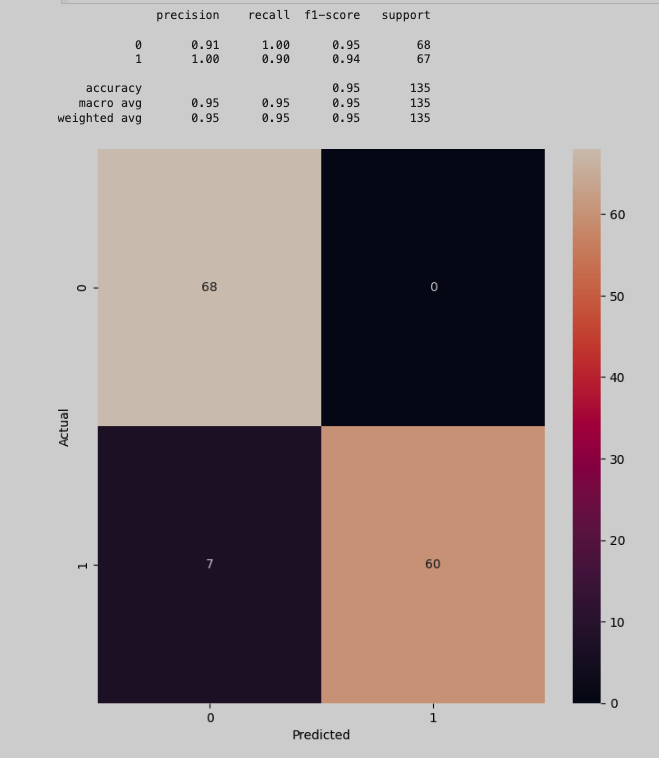 precision recall f1-score support
0 0.91 1.00 0.95 68
1 1.00 0.90 0.94 67
accuracy 0.95 135
macro avg 0.95 0.95 0.95 135
weighted avg 0.95 0.95 0.95 135
68 0
7 60
0
1
Actual
0 1
Predicted
60
50
40
30
20
10
0